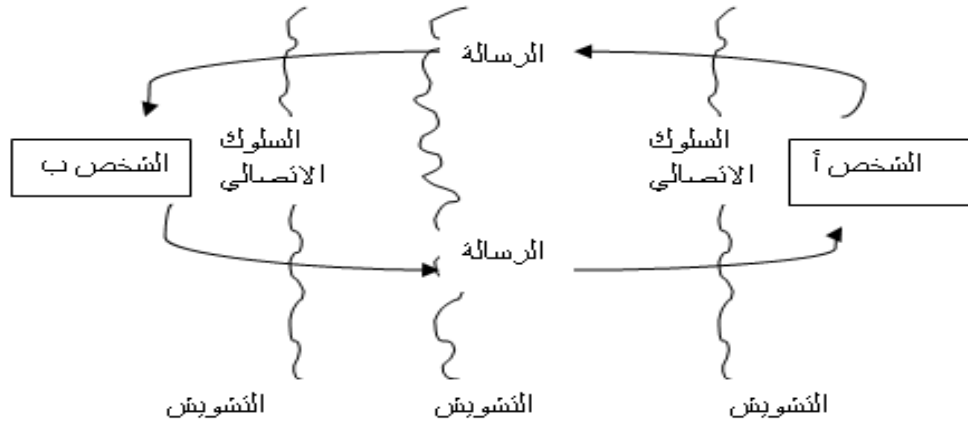 الرسالة
الشخص أ
السلوك
الاتصالي
السلوك
الاتصالي
الشخص ب
الرسالة
التشويش
التشويش
التشويش